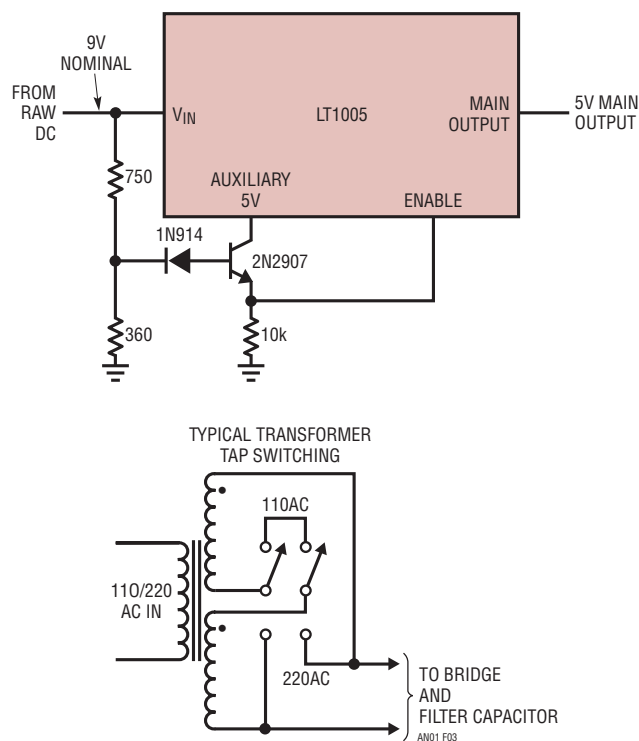 9V
NOMINAL
FROM
RAW
DC
VIN
LT1005
MAIN
OUTPUT
5V MAIN
OUTPUT
750
AUXILIARY
5V
ENABLE
1N914
2N2907
360
10k
TYPICAL TRANSFORMER
TAP SWITCHING
110AC
110/220
AC IN
220AC
TO BRIDGE
AND
FILTER CAPACITOR
AN01 F03